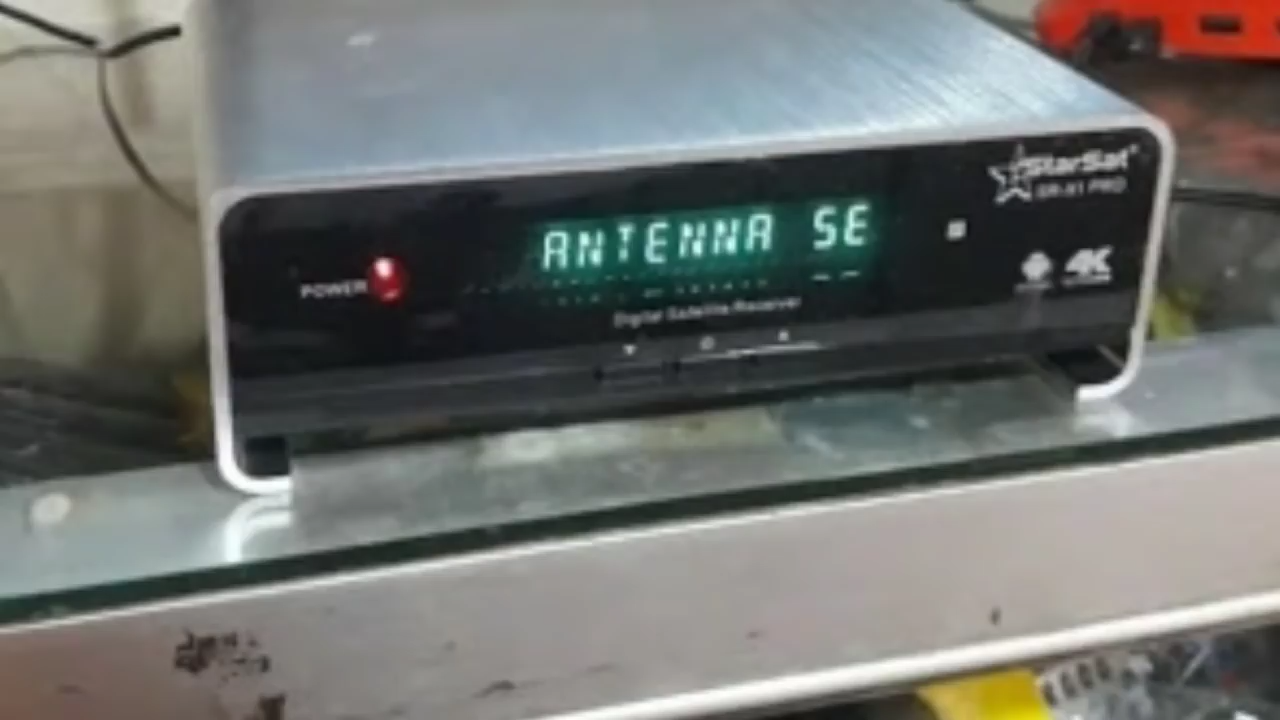 StarSat
SR-X1 PRO
ANTENNA SE
POWER
4K
Digital Satellite Receiver